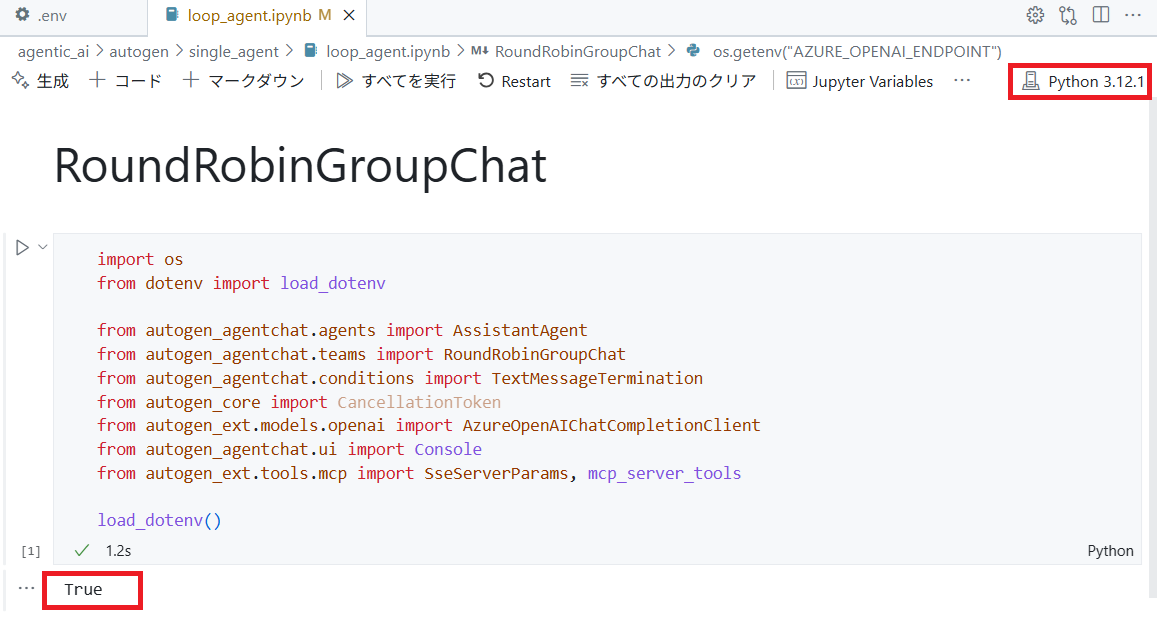 .env
loop_agent.ipynb M
agentic_ai > autogen > single_agent > loop_agent.ipynb > M↓ RoundRobinGroupChat > os.getenv("AZURE_OPENAI_ENDPOINT")
生成 + コード + マークダウン | すべてを実行 Restart すべての出力のクリア | Jupyter Variables ... Python 3.12.1
RoundRobinGroupChat
import os
from dotenv import load_dotenv
from autogen_agentchat.agents import AssistantAgent
from autogen_agentchat.teams import RoundRobinGroupChat
from autogen_agentchat.conditions import TextMessageTermination
from autogen_core import CancellationToken
from autogen_ext.models.openai import AzureOpenAIChatCompletionClient
from autogen_agentchat.ui import Console
from autogen_ext.tools.mcp import SseServerParams, mcp_server_tools
load_dotenv()
[1] ✓ 1.2s Python
... True